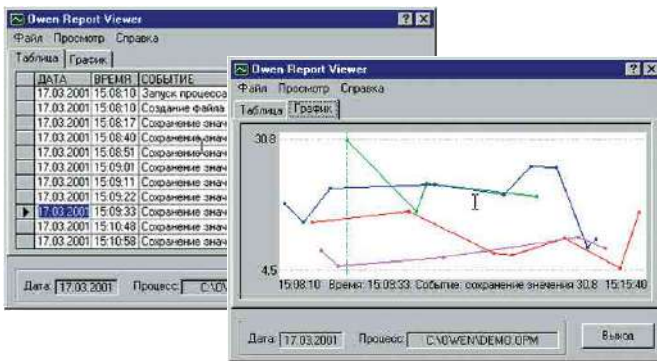 Owen Report Viewer
Файл Просмотр Справка
Таблица График
ДАТА ВРЕМЯ СОБЫТИЕ
17.03.2001 15:08:10 Запуск процесса
17.03.2001 15:08:10 Создание файла
17.03.2001 15:08:17 Сохранение знач
17.03.2001 15:08:40 Сохранение знач
17.03.2001 15:08:51 Сохранение знач
17.03.2001 15:09:01 Сохранение знач
17.03.2001 15:09:11 Сохранение знач
17.03.2001 15:09:22 Сохранение знач
17.03.2001 15:09:33 Сохранение знач
17.03.2001 15:10:48 Сохранение знач
17.03.2001 15:10:58 Сохранение знач
Дата: 17.03.2001 Процесс: C:\OW
Owen Report Viewer
Файл Просмотр Справка
Таблица График
30.8
4,5
15:08:10 Время: 15:09:33 Событие: сохранение значения 30.8 15:15:40
Дата: 17.03.2001 Процесс: C:\OWEN\DEMO.OPM Выход